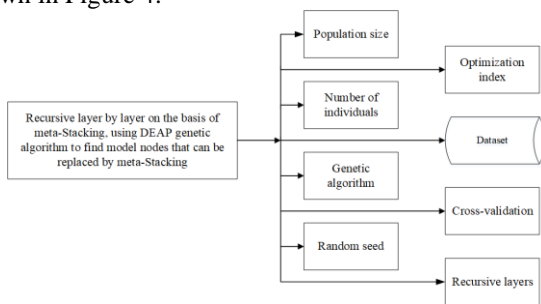 wn in Figure 4.
Population size
Optimization
index
Recursive layer by layer on the basis of
meta-Stacking, using DEAP genetic
algorithm to find model nodes that can be
replaced by meta-Stacking
Number of
individuals
Dataset
Genetic
algorithm
Cross-validation
Random seed
Recursive layers